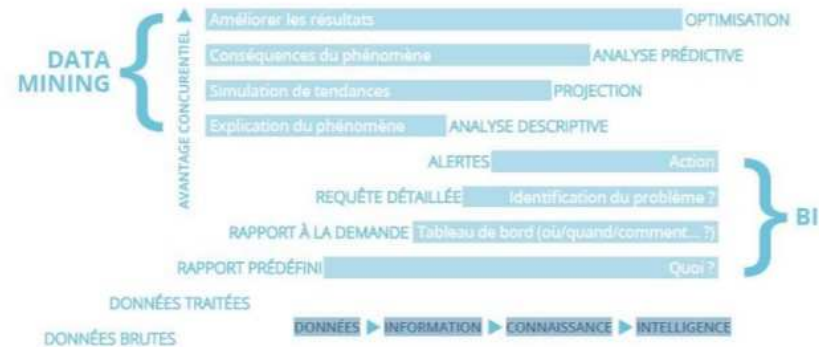 Améliorer les résultats OPTIMISATION
DATA MINING
Conséquences du phénomène ANALYSE PRÉDICTIVE
Simulation de tendances PROJECTION
Explication du phénomène ANALYSE DESCRIPTIVE
AVANTAGE CONCURENTIEL
ALERTES Action
REQUÊTE DÉTAILLÉE Identification du problème ?
BI
RAPPORT À LA DEMANDE Tableau de bord (où/quand/comment... ?)
RAPPORT PRÉDÉFINI Quoi ?
DONNÉES TRAITÉES
DONNÉES BRUTES
DONNÉES INFORMATION CONNAISSANCE INTELLIGENCE